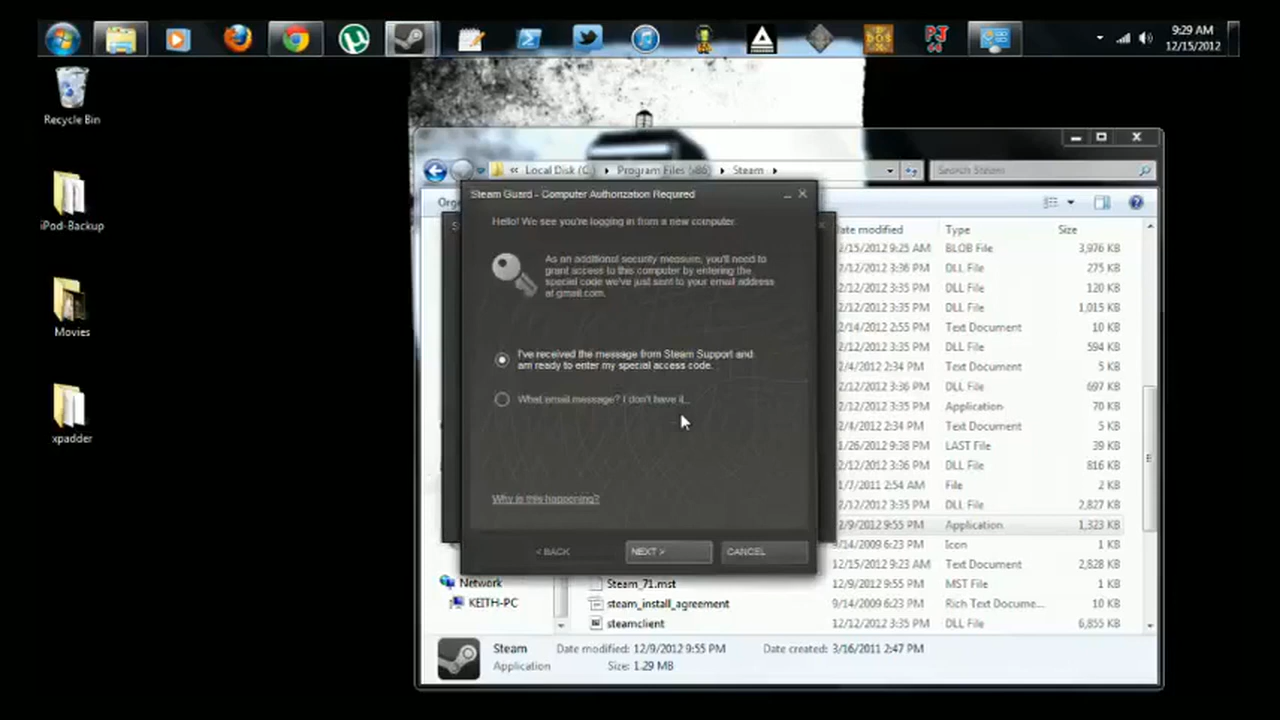 9:29 AM
12/15/2012
Recycle Bin
iPod-Backup
Movies
xpadder
« Local Disk (C:) ▸ Program Files (x86) ▸ Steam ▸
Search Steam
Steam Guard - Computer Authorization Required
Hello! We see you're logging in from a new computer.
As an additional security measure, you'll need to
grant access to this computer by entering the
special code we've just sent to your email address
at gmail.com.
I've received the message from Steam Support and
am ready to enter my special access code.
What email message? I don't have it...
Why is this happening?
< BACK
NEXT >
CANCEL
Type Size
2/15/2012 9:25 AM BLOB File 3,976 KB
2/12/2012 3:36 PM DLL File 275 KB
2/12/2012 3:35 PM DLL File 120 KB
2/12/2012 3:35 PM DLL File 1,015 KB
2/14/2012 2:55 PM Text Document 10 KB
2/12/2012 3:35 PM DLL File 594 KB
2/4/2012 2:34 PM Text Document 5 KB
2/12/2012 3:35 PM DLL File 697 KB
2/12/2012 3:35 PM Application 70 KB
2/4/2012 2:34 PM Text Document 5 KB
1/26/2012 9:38 PM LAST File 39 KB
2/12/2012 3:36 PM DLL File 816 KB
1/7/2011 2:54 AM File 2 KB
2/12/2012 3:35 PM DLL File 2,827 KB
2/9/2012 9:55 PM Application 1,323 KB
9/14/2009 6:23 PM Icon 1 KB
12/15/2012 9:23 AM Text Document 2,828 KB
Steam_71.mst 12/9/2012 9:55 PM MST File 1 KB
steam_install_agreement 9/14/2009 6:23 PM Rich Text Docume... 10 KB
steamclient 12/12/2012 3:35 PM DLL File 6,855 KB
Network
KEITH-PC
Steam Date modified: 12/9/2012 9:55 PM Date created: 3/16/2011 2:47 PM
Application Size: 1.29 MB